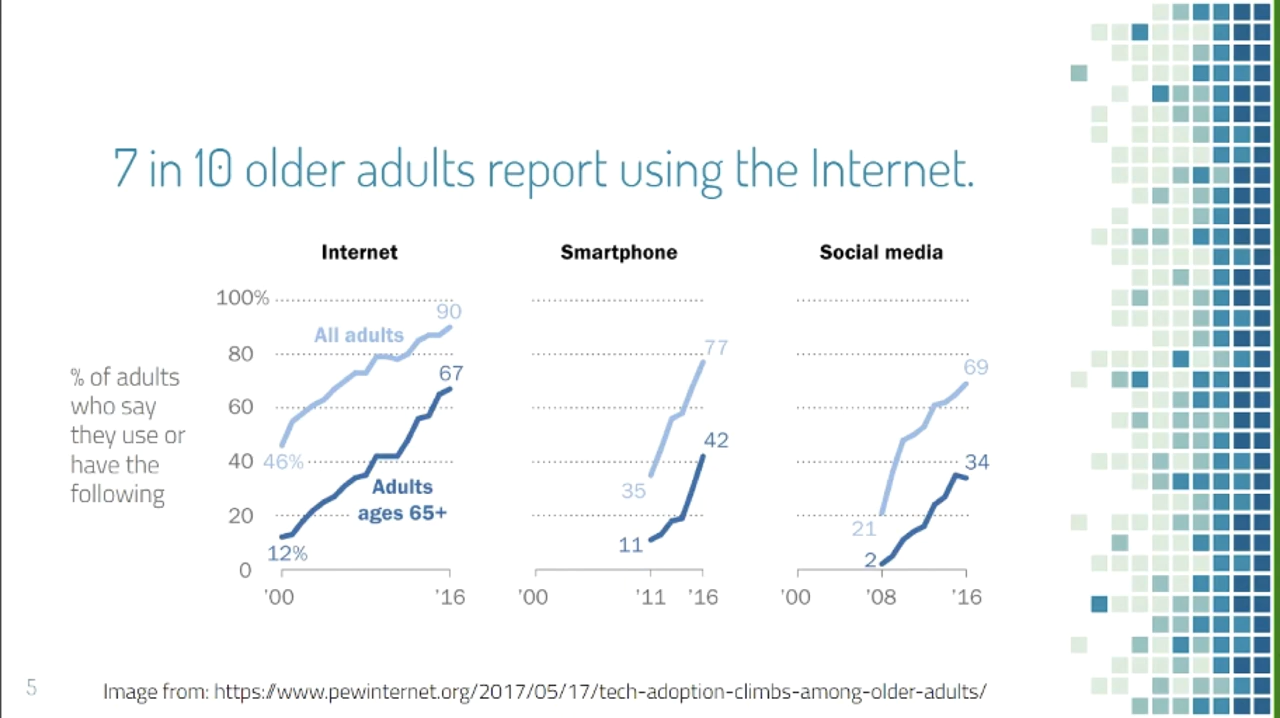 7 in 10 older adults report using the Internet.
Internet
Smartphone
Social media
% of adults
who say
they use or
have the
following
100%
80
60
40
20
0
All adults
90
67
46%
Adults
ages 65+
12%
'00
'16
77
42
35
11
'00
'11
'16
69
34
21
2
'00
'08
'16
5
Image from: https://www.pewinternet.org/2017/05/17/tech-adoption-climbs-among-older-adults/